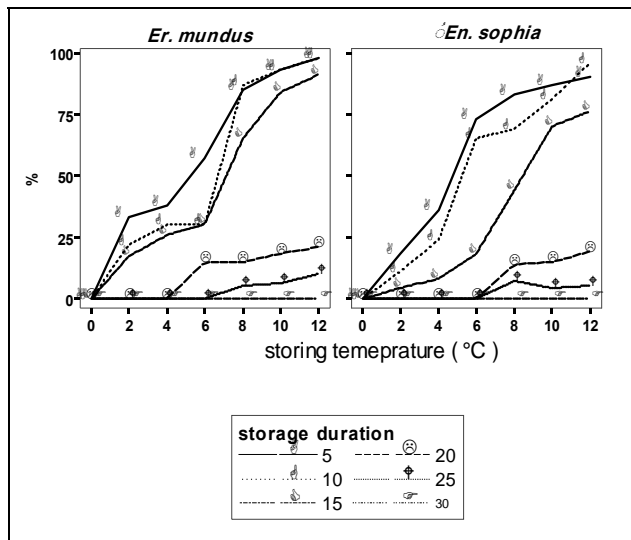 Er. mundus
ಂEn. sophia
100
75
50
25
0
%
0 2 4 6 8 10 12
0 2 4 6 8 10 12
storing temeprature ( °C )
storage duration
5
20
10
25
15
30